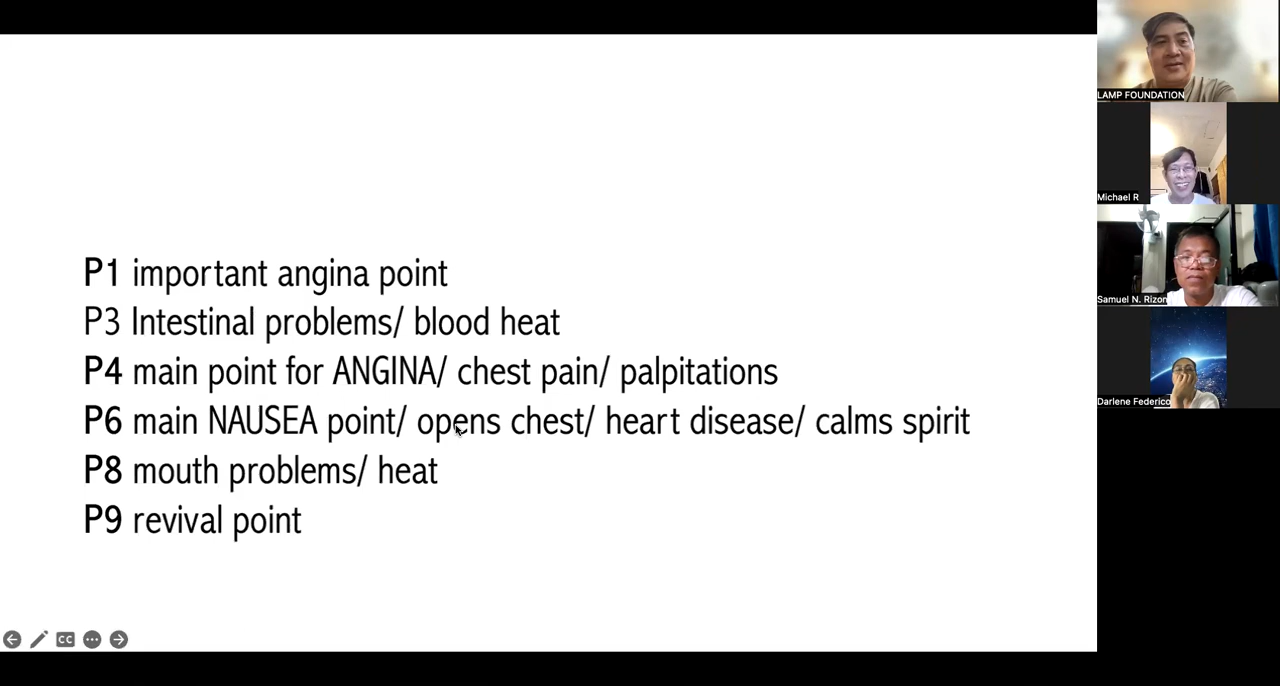 P1 important angina point
P3 Intestinal problems/ blood heat
P4 main point for ANGINA/ chest pain/ palpitations
P6 main NAUSEA point/ opens chest/ heart disease/ calms spirit
P8 mouth problems/ heat
P9 revival point
CC
LAMP FOUNDATION
Michael R
Samuel N. Rizon
Darlene Federico